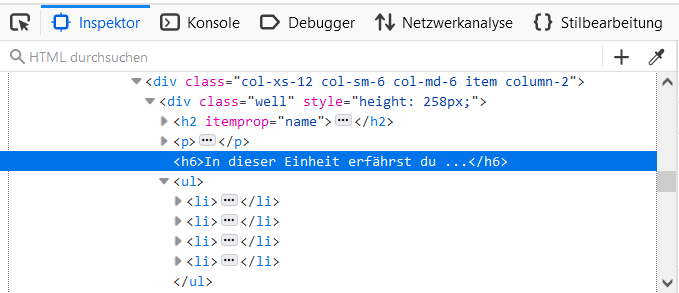 Inspektor Konsole Debugger Netzwerkanalyse {} Stilbearbeitung
HTML durchsuchen +
<div class="col-xs-12 col-sm-6 col-md-6 item column-2">
<div class="well" style="height: 258px;">
<h2 itemprop="name">···</h2>
<p>···</p>
<h6>In dieser Einheit erfährst du ...</h6>
<ul>
<li>···</li>
<li>···</li>
<li>···</li>
<li>···</li>
</ul>